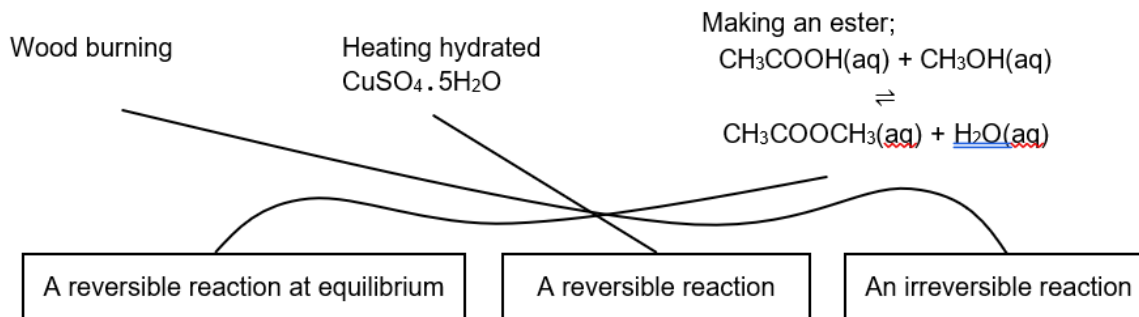 Wood burning
Heating hydrated
CuSO₄.5H₂O
Making an ester;
CH₃COOH(aq) + CH₃OH(aq)
⇌
CH₃COOCH₃(aq) + H₂O(aq)
A reversible reaction at equilibrium
A reversible reaction
An irreversible reaction